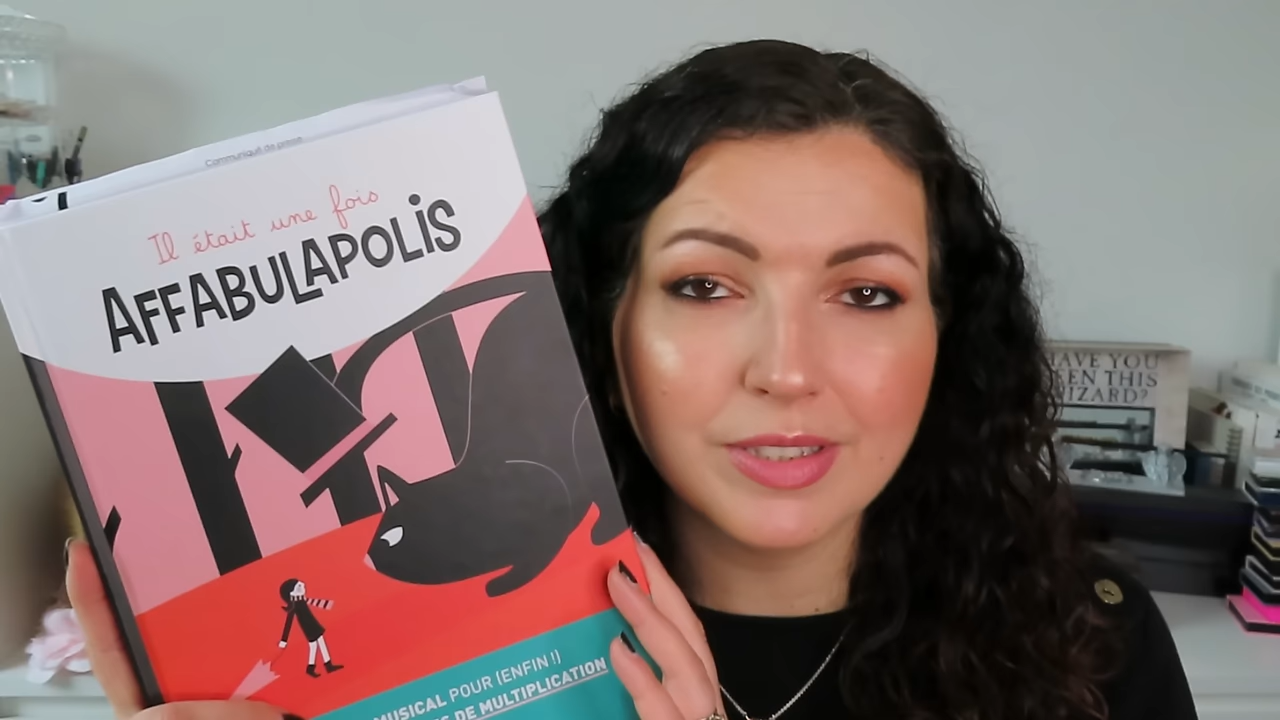 Communiqué de presse
Il était une fois
AFFABULAPOLIS
MUSICAL POUR (ENFIN !)
DE MULTIPLICATION
HAVE YOU
EEN THIS
IZARD?